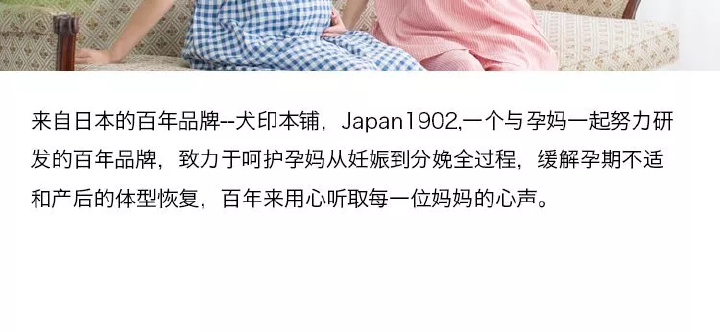 来自日本的百年品牌--犬印本铺，Japan1902,一个与孕妈一起努力研
发的百年品牌，致力于呵护孕妈从妊娠到分娩全过程，缓解孕期不适
和产后的体型恢复，百年来用心听取每一位妈妈的心声。